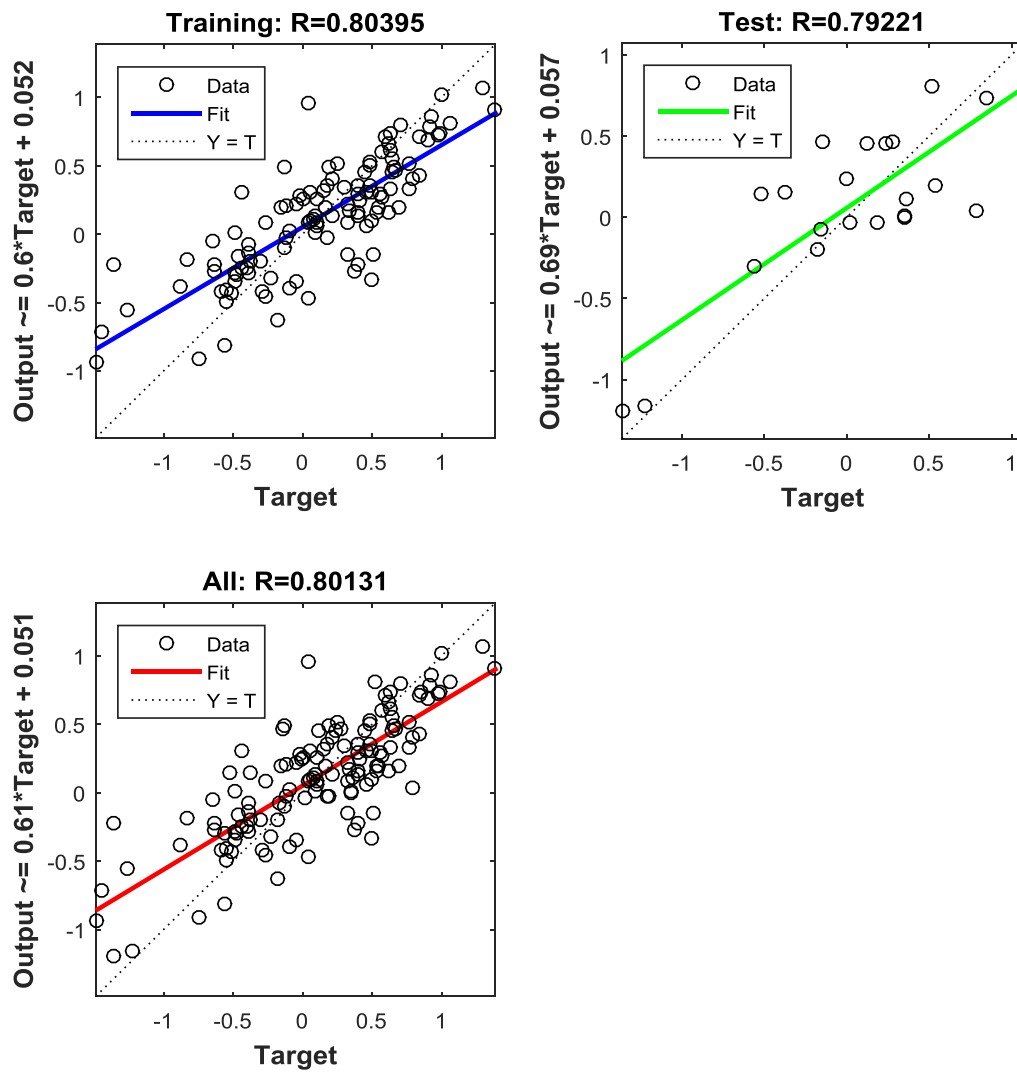 Training: R=0.80395
Output ~= 0.6*Target + 0.052
1
0.5
0
-0.5
-1
Data
Fit
Y = T
-1
-0.5
0
0.5
1
Target
Test: R=0.79221
Output ~= 0.69*Target + 0.057
1
0.5
0
-0.5
-1
Data
Fit
Y = T
-1
-0.5
0
0.5
1
Target
All: R=0.80131
Output ~= 0.61*Target + 0.051
1
0.5
0
-0.5
-1
Data
Fit
Y = T
-1
-0.5
0
0.5
1
Target